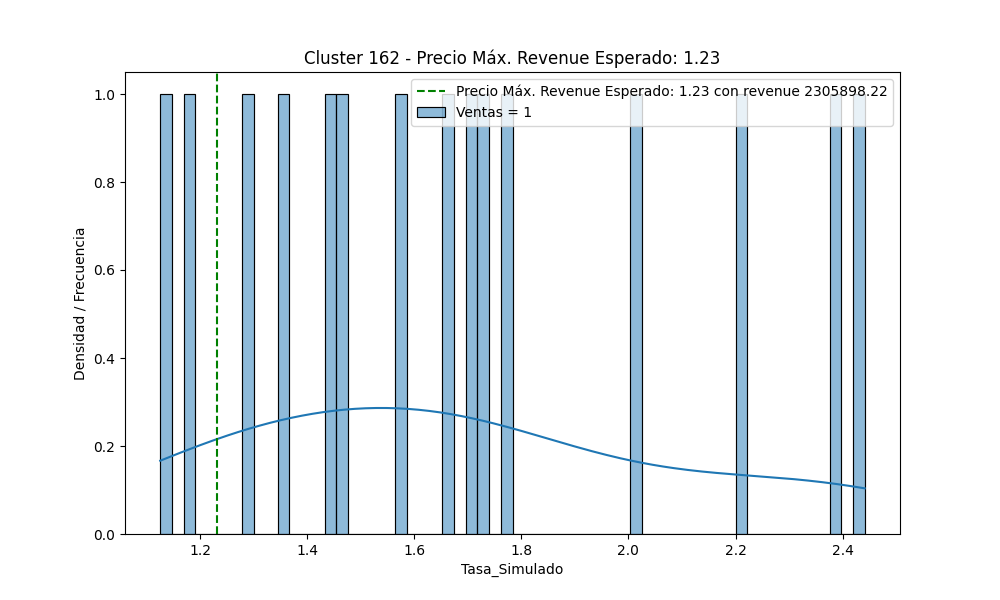 Cluster 162 - Precio Máx. Revenue Esperado: 1.23
Precio Máx. Revenue Esperado: 1.23 con revenue 2305898.22
Ventas = 1
Densidad / Frecuencia
1.0
0.8
0.6
0.4
0.2
0.0
1.2 1.4 1.6 1.8 2.0 2.2 2.4
Tasa_Simulado